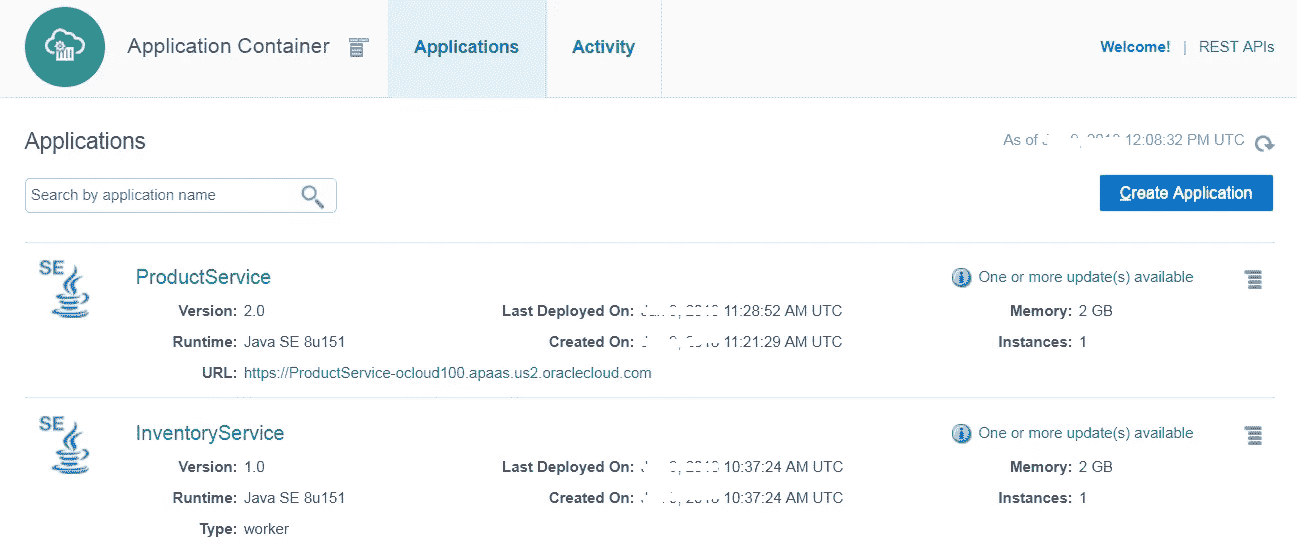 Application Container
Applications
Activity
Welcome! | REST APIs
Applications
As of 12:08:32 PM UTC
Search by application name
Create Application
SE
ProductService
One or more update(s) available
Version: 2.0
Last Deployed On: 11:28:52 AM UTC
Memory: 2 GB
Runtime: Java SE 8u151
Created On: 11:21:29 AM UTC
Instances: 1
URL: https://ProductService-ocloud100.apaas.us2.oraclecloud.com
SE
InventoryService
One or more update(s) available
Version: 1.0
Last Deployed On: 10:37:24 AM UTC
Memory: 2 GB
Runtime: Java SE 8u151
Created On: 10:37:24 AM UTC
Instances: 1
Type: worker